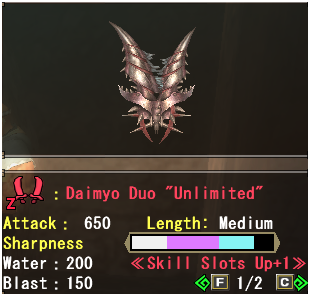 Z : Daimyo Duo "Unlimited"
Attack : 650 Length: Medium
Sharpness
Water : 200 ≪Skill Slots Up+1≫
Blast : 150 F 1/2 C